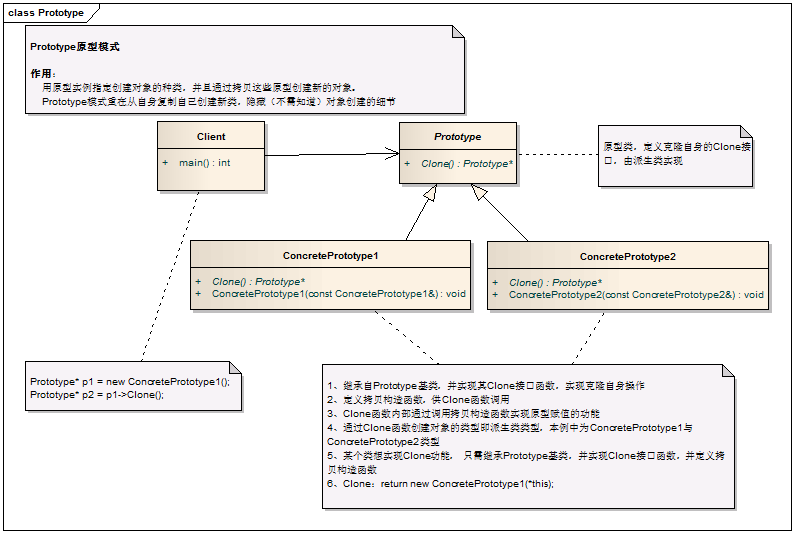 class Prototype
Prototype原型模式
作用：
用原型实例指定创建对象的种类，并且通过拷贝这些原型创建新的对象。
Prototype模式重在从自身复制自己创建新类，隐藏（不需知道）对象创建的细节
Client
+ main() : int
Prototype
+ Clone() : Prototype*
原型类，定义克隆自身的Clone接
口，由派生类实现
ConcretePrototype1
+ Clone() : Prototype*
+ ConcretePrototype1(const ConcretePrototype1&) : void
ConcretePrototype2
+ Clone() : Prototype*
+ ConcretePrototype2(const ConcretePrototype2&) : void
Prototype* p1 = new ConcretePrototype1();
Prototype* p2 = p1->Clone();
1、继承自Prototype基类，并实现其Clone接口函数，实现克隆自身操作
2、定义拷贝构造函数，供Clone函数调用
3、Clone函数内部通过调用拷贝构造函数实现原型赋值的功能
4、通过Clone函数创建对象的类型即派生类类型，本例中为ConcretePrototype1与
ConcretePrototype2类型
5、某个类想实现Clone功能， 只需继承Prototype基类，并实现Clone接口函数，并定义拷
贝构造函数
6、Clone：return new ConcretePrototype1(*this);